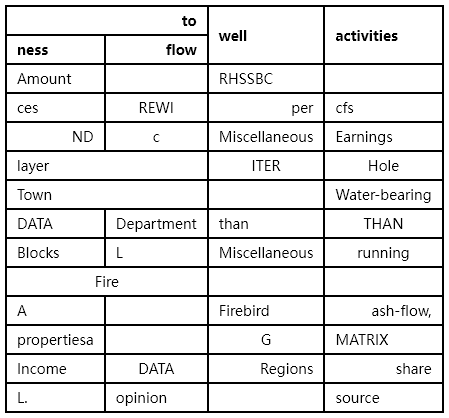 to well activities
ness flow
Amount RHSSBC
ces REWI per cfs
ND c Miscellaneous Earnings
layer ITER Hole
Town Water-bearing
DATA Department than THAN
Blocks L Miscellaneous running
Fire
A Firebird ash-flow,
propertiesa G MATRIX
Income DATA Regions share
L. opinion source